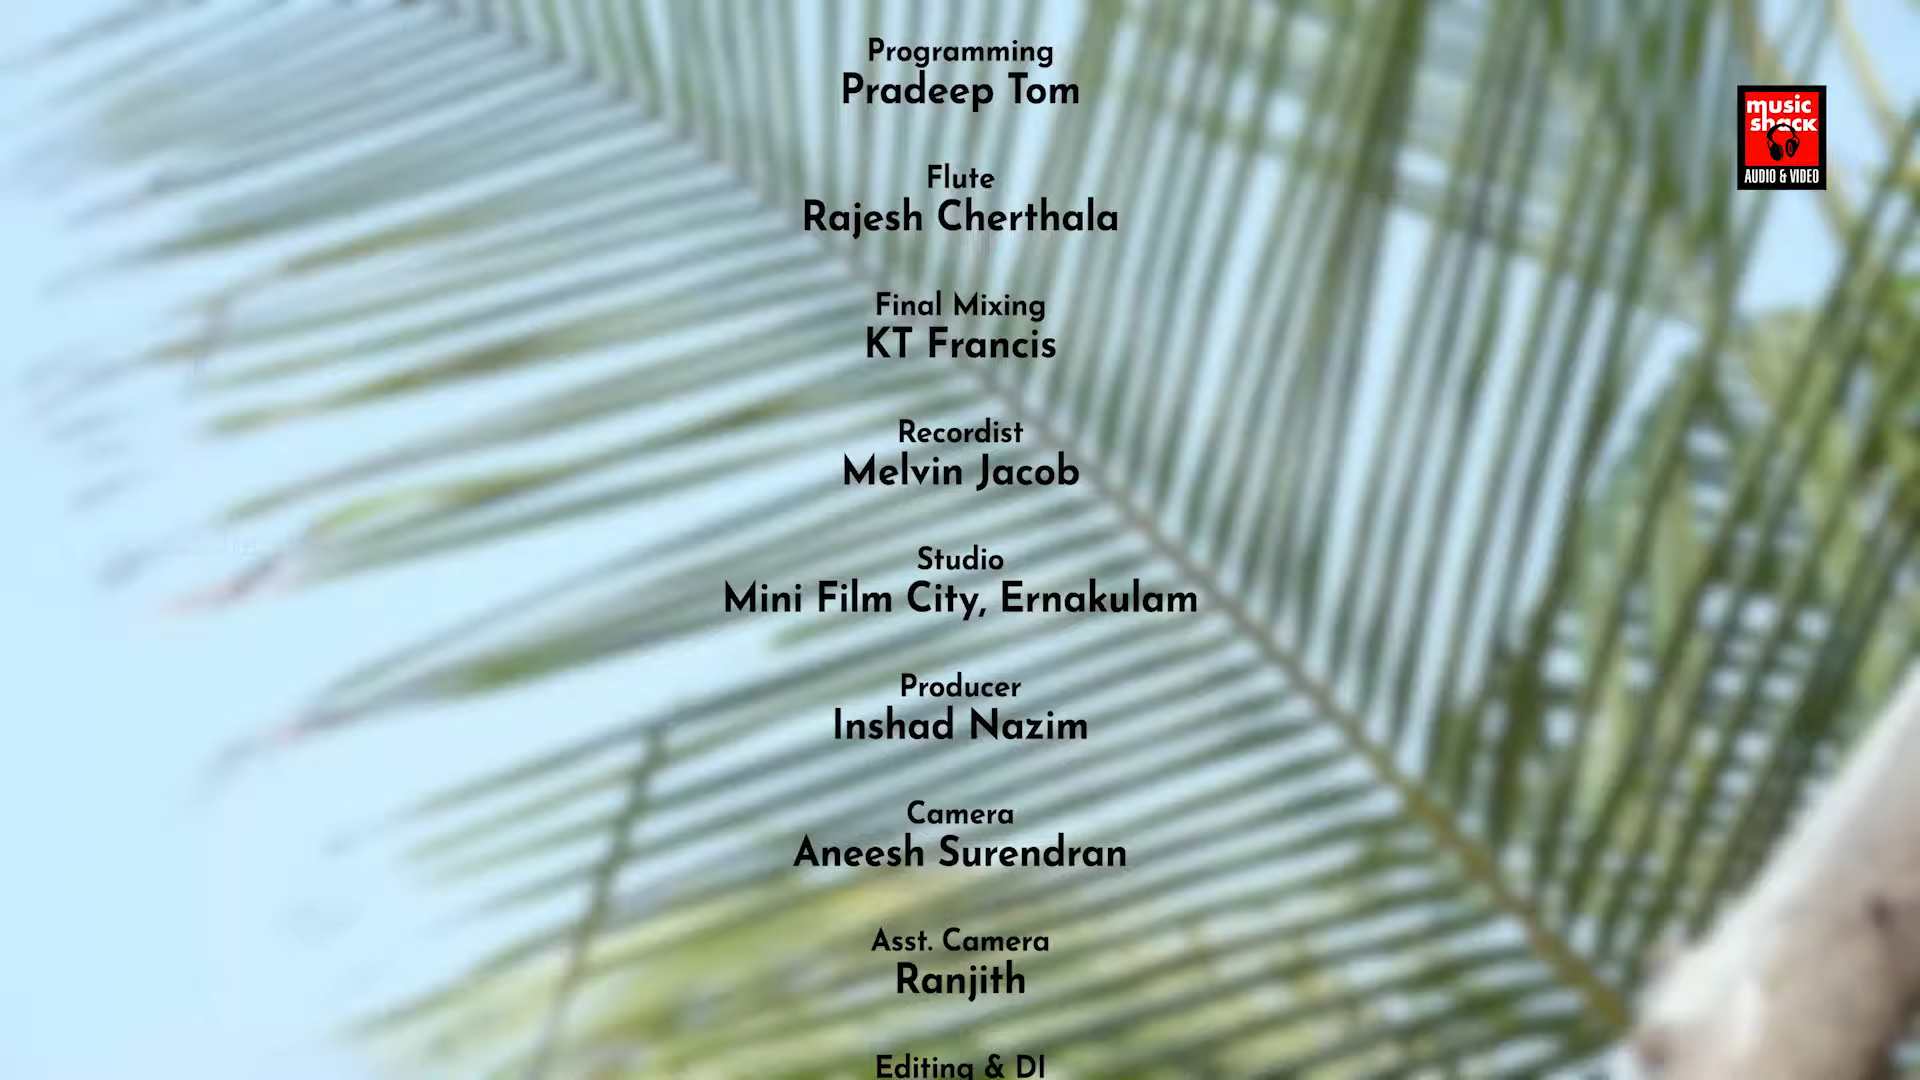 Programming
Pradeep Tom
Flute
Rajesh Cherthala
Final Mixing
KT Francis
Recordist
Melvin Jacob
Studio
Mini Film City, Ernakulam
Producer
Inshad Nazim
Camera
Aneesh Surendran
Asst. Camera
Ranjith
Editing & DI
music
shack
AUDIO & VIDEO